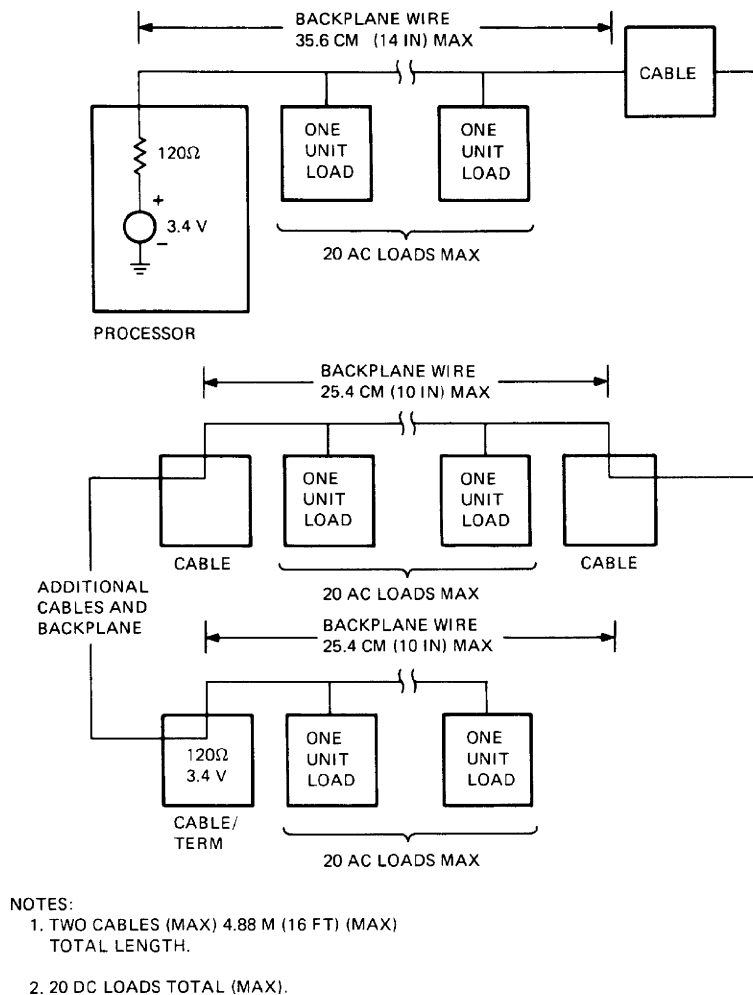 BACKPLANE WIRE
35.6 CM (14 IN) MAX
CABLE
ONE
UNIT
LOAD
ONE
UNIT
LOAD
120Ω
+
3.4 V
−
20 AC LOADS MAX
PROCESSOR
BACKPLANE WIRE
25.4 CM (10 IN) MAX
ONE
UNIT
LOAD
ONE
UNIT
LOAD
CABLE
CABLE
20 AC LOADS MAX
ADDITIONAL
CABLES AND
BACKPLANE
BACKPLANE WIRE
25.4 CM (10 IN) MAX
120Ω
3.4 V
ONE
UNIT
LOAD
ONE
UNIT
LOAD
CABLE/
TERM
20 AC LOADS MAX
NOTES:
1. TWO CABLES (MAX) 4.88 M (16 FT) (MAX)
TOTAL LENGTH.
2. 20 DC LOADS TOTAL (MAX).